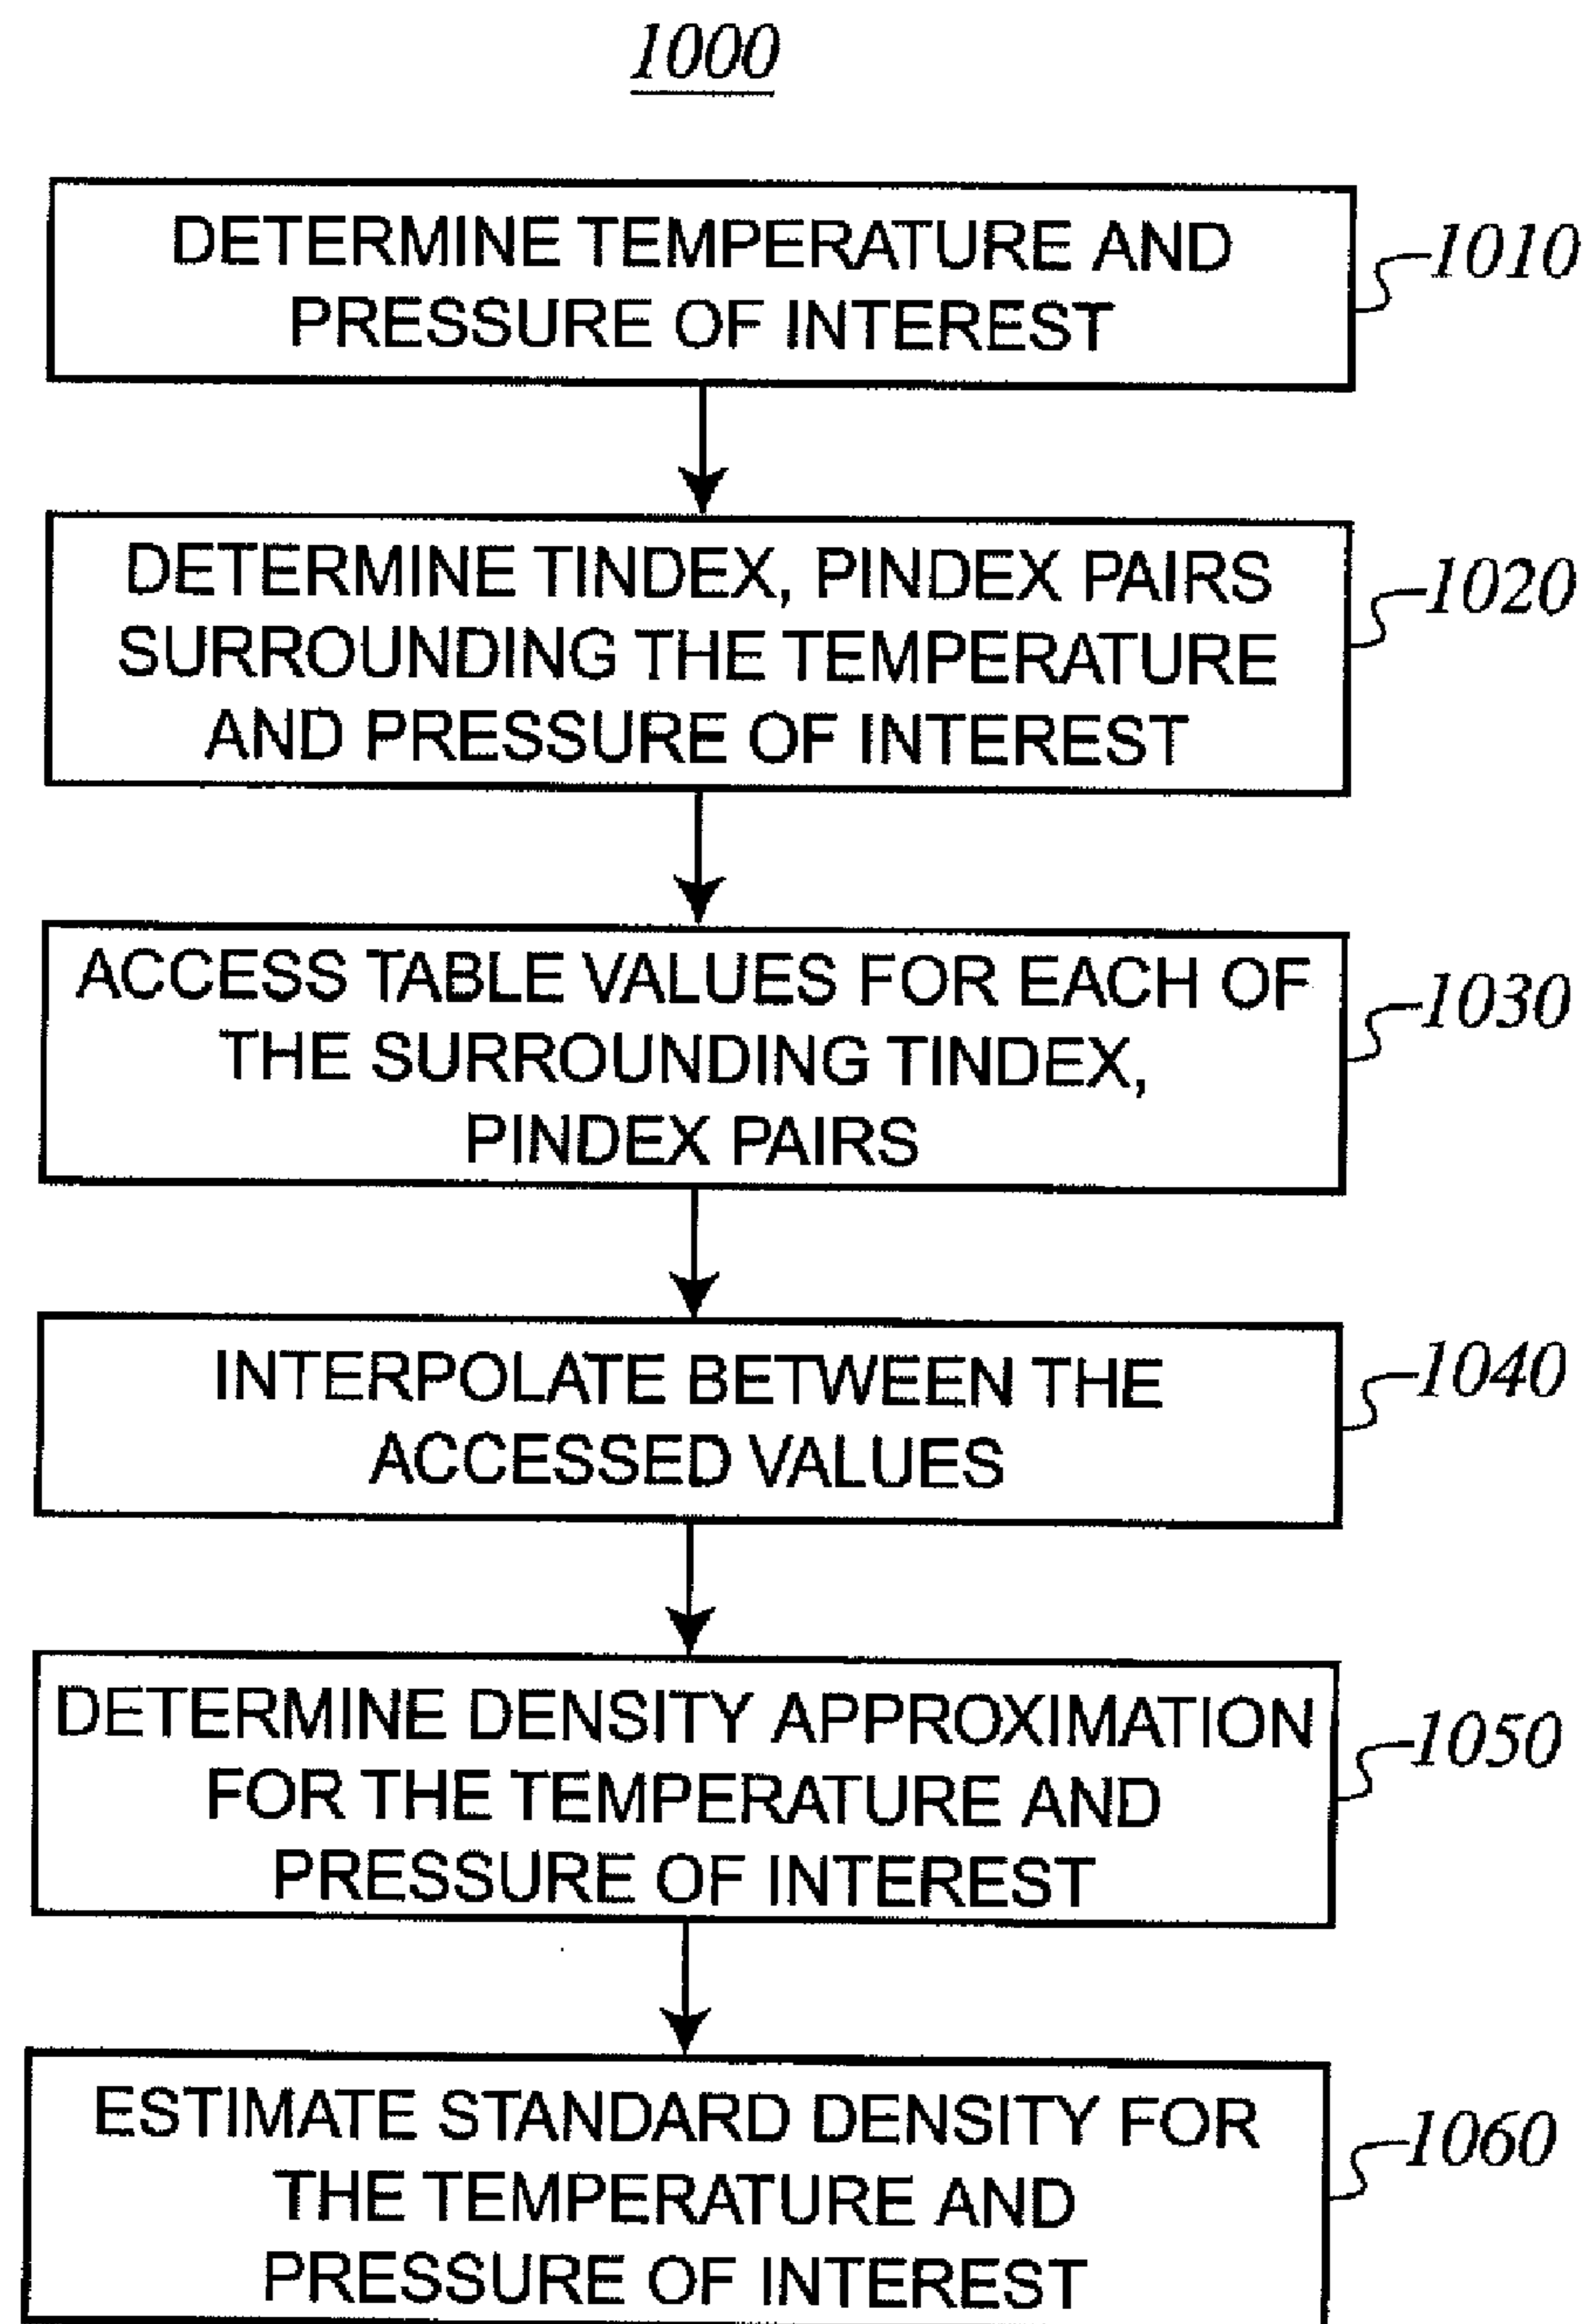 1000
DETERMINE TEMPERATURE AND
PRESSURE OF INTEREST
1010
DETERMINE TINDEX, PINDEX PAIRS
SURROUNDING THE TEMPERATURE
AND PRESSURE OF INTEREST
1020
ACCESS TABLE VALUES FOR EACH OF
THE SURROUNDING TINDEX,
PINDEX PAIRS
1030
INTERPOLATE BETWEEN THE
ACCESSED VALUES
1040
DETERMINE DENSITY APPROXIMATION
FOR THE TEMPERATURE AND
PRESSURE OF INTEREST
1050
ESTIMATE STANDARD DENSITY FOR
THE TEMPERATURE AND
PRESSURE OF INTEREST
1060